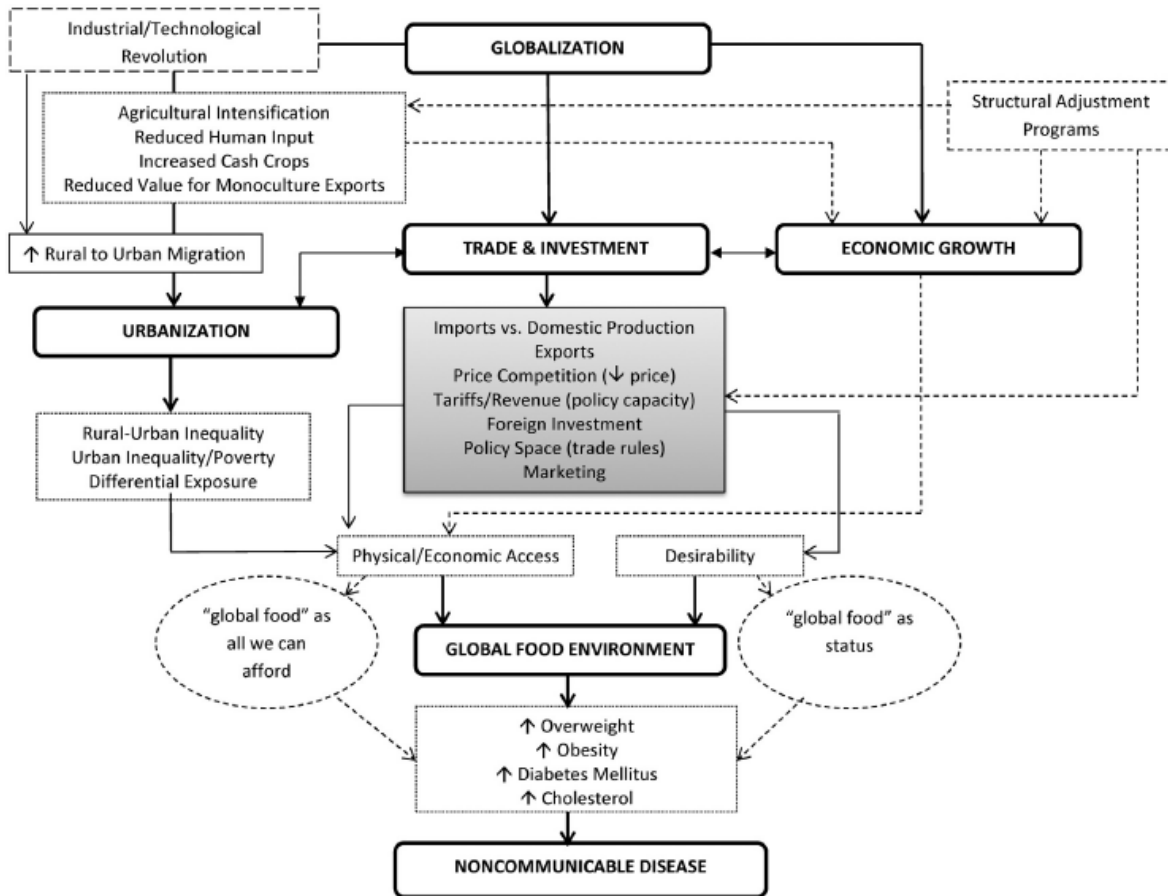 Industrial/Technological
Revolution
GLOBALIZATION
Agricultural Intensification
Reduced Human Input
Increased Cash Crops
Reduced Value for Monoculture Exports
Structural Adjustment
Programs
↑ Rural to Urban Migration
TRADE & INVESTMENT
ECONOMIC GROWTH
URBANIZATION
Imports vs. Domestic Production
Exports
Price Competition (↓ price)
Tariffs/Revenue (policy capacity)
Foreign Investment
Policy Space (trade rules)
Marketing
Rural-Urban Inequality
Urban Inequality/Poverty
Differential Exposure
Physical/Economic Access
Desirability
“global food” as
all we can
afford
GLOBAL FOOD ENVIRONMENT
“global food” as
status
↑ Overweight
↑ Obesity
↑ Diabetes Mellitus
↑ Cholesterol
NONCOMMUNICABLE DISEASE